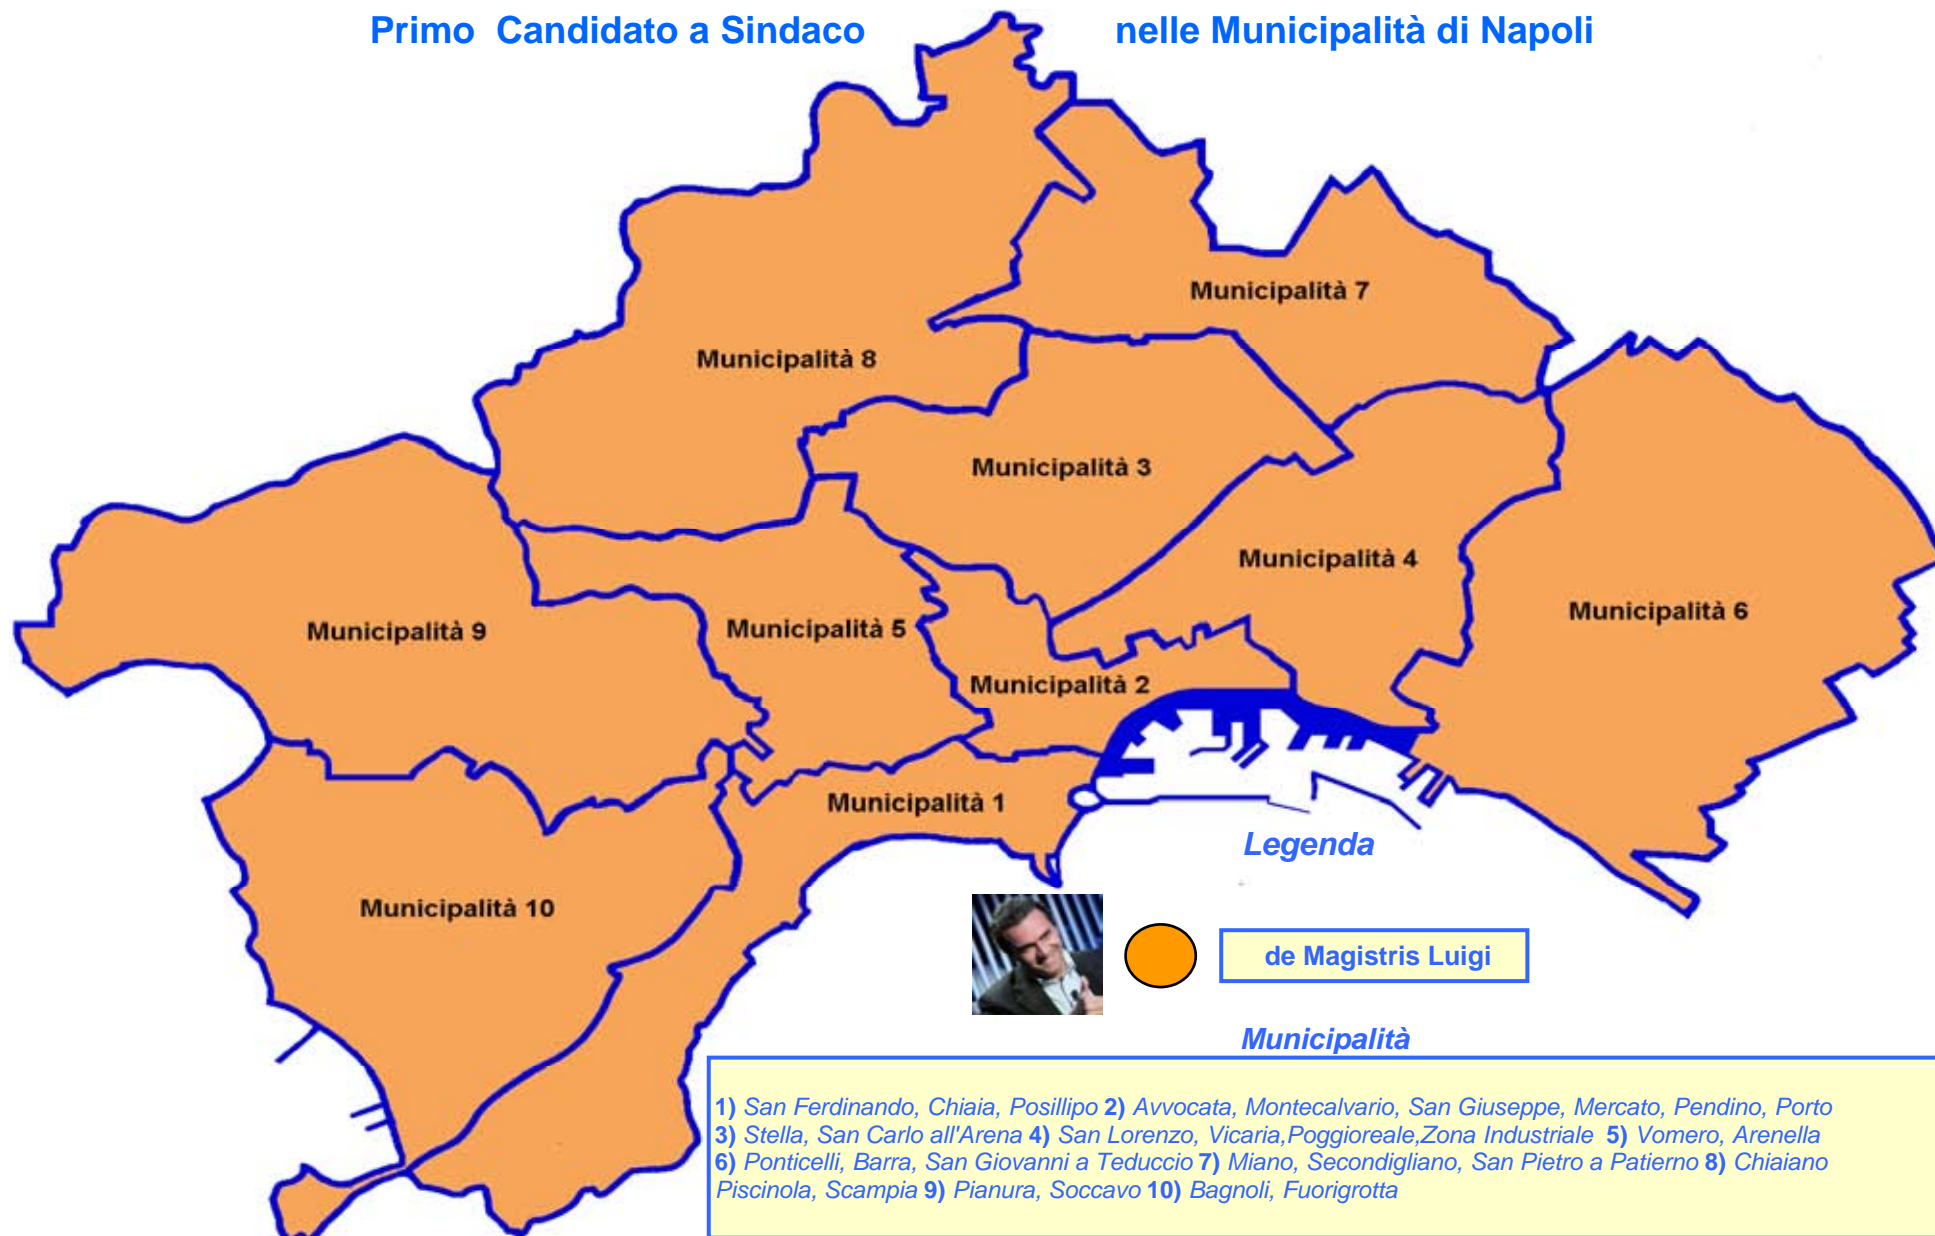 Primo Candidato a Sindaco nelle Municipalità di Napoli
Municipalità 7
Municipalità 8
Municipalità 3
Municipalità 4
Municipalità 6
Municipalità 9
Municipalità 5
Municipalità 2
Municipalità 1
Municipalità 10
Legenda
de Magistris Luigi
Municipalità
1) San Ferdinando, Chiaia, Posillipo 2) Avvocata, Montecalvario, San Giuseppe, Mercato, Pendino, Porto
3) Stella, San Carlo all'Arena 4) San Lorenzo, Vicaria,Poggioreale,Zona Industriale 5) Vomero, Arenella
6) Ponticelli, Barra, San Giovanni a Teduccio 7) Miano, Secondigliano, San Pietro a Patierno 8) Chiaiano
Piscinola, Scampia 9) Pianura, Soccavo 10) Bagnoli, Fuorigrotta